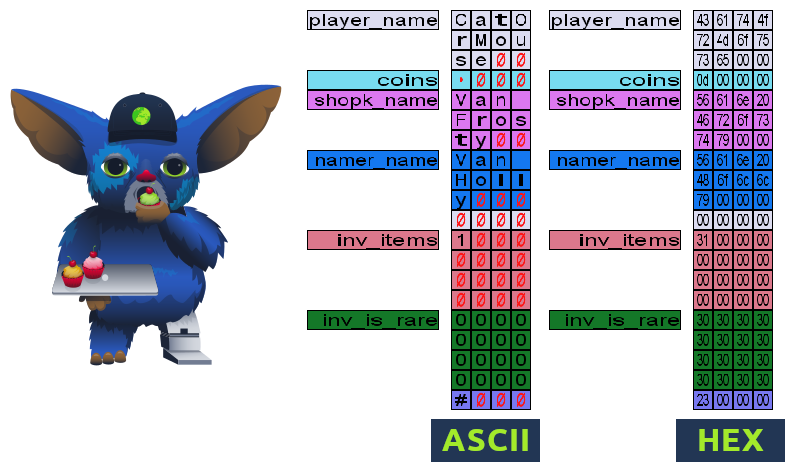 player_name C a t O player_name 43 61 74 4f
r M o u 72 4d 6f 75
s e Ø Ø 73 65 00 00
coins • Ø Ø Ø coins 0d 00 00 00
shopk_name V a n shopk_name 56 61 6e 20
F r o s 46 72 6f 73
t y Ø Ø 74 79 00 00
namer_name V a n namer_name 56 61 6e 20
H o l l 48 6f 6c 6c
y Ø Ø Ø 79 00 00 00
Ø Ø Ø Ø 00 00 00 00
inv_items 1 Ø Ø Ø inv_items 31 00 00 00
Ø Ø Ø Ø 00 00 00 00
Ø Ø Ø Ø 00 00 00 00
Ø Ø Ø Ø 00 00 00 00
inv_is_rare 0 0 0 0 inv_is_rare 30 30 30 30
0 0 0 0 30 30 30 30
0 0 0 0 30 30 30 30
0 0 0 0 30 30 30 30
# Ø Ø Ø 23 00 00 00
ASCII HEX